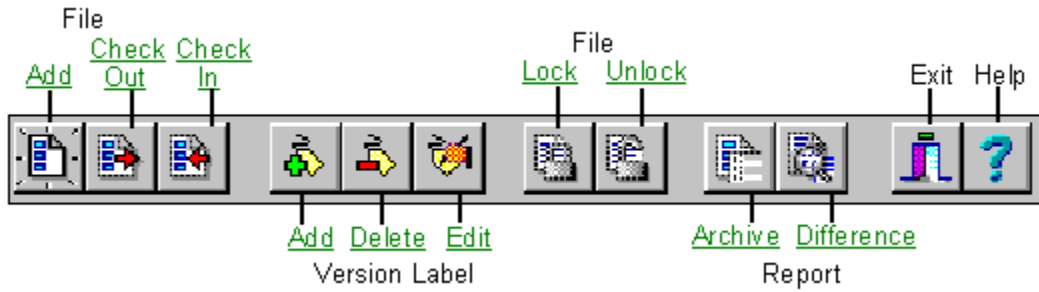 File
Check Check
Add Out In
File
Lock Unlock
Exit Help
Add Delete Edit
Version Label
Archive Difference
Report